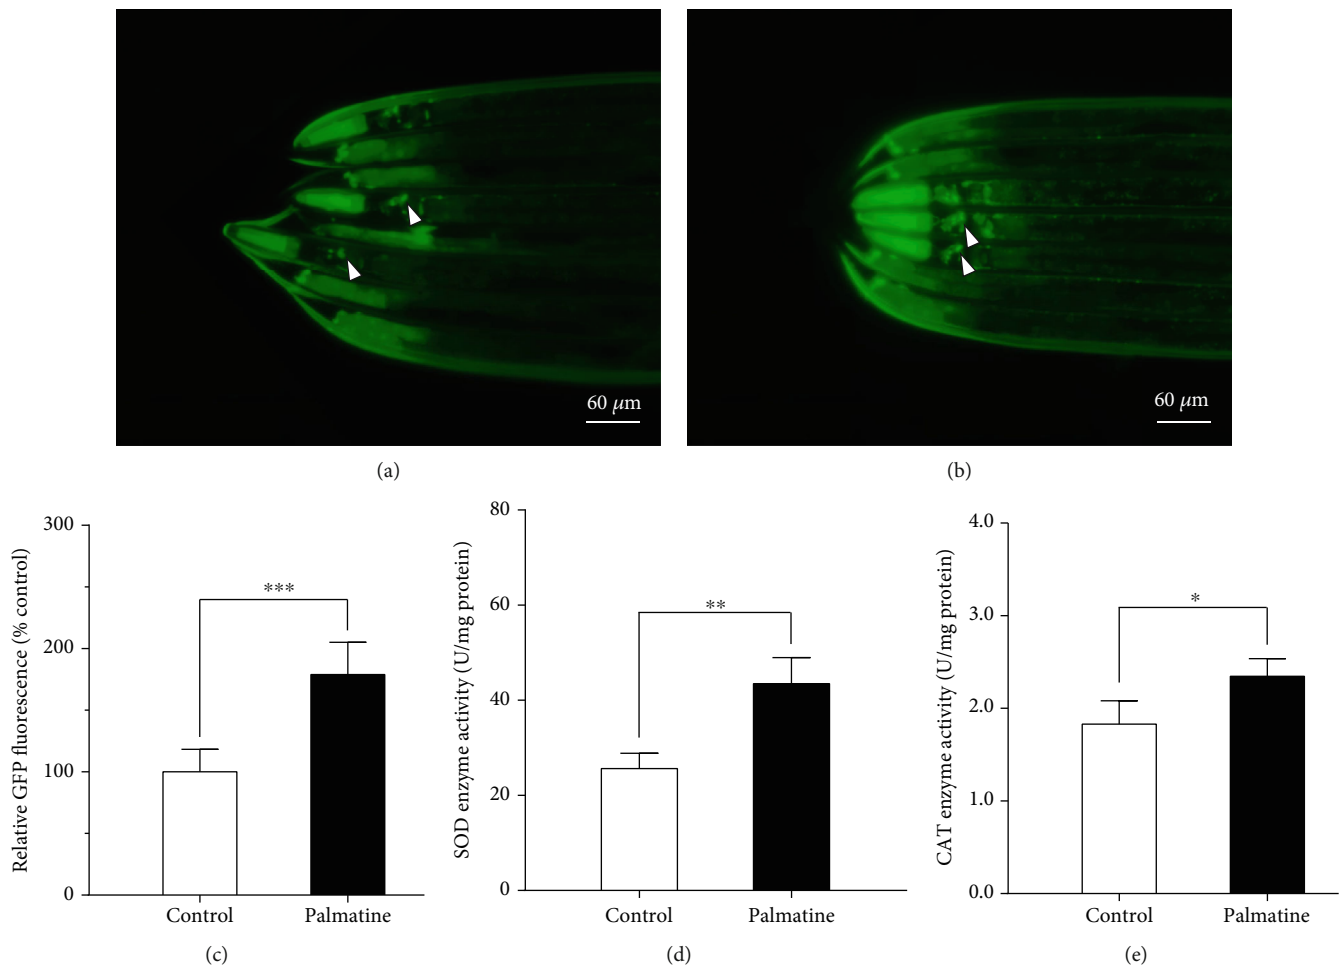 60 μm
60 μm
(a)
(b)
Relative GFP fluorescence (% control)
300
200
100
0
***
Control
Palmatine
(c)
SOD enzyme activity (U/mg protein)
80
60
40
20
0
**
Control
Palmatine
(d)
CAT enzyme activity (U/mg protein)
4.0
3.0
2.0
1.0
0.0
*
Control
Palmatine
(e)